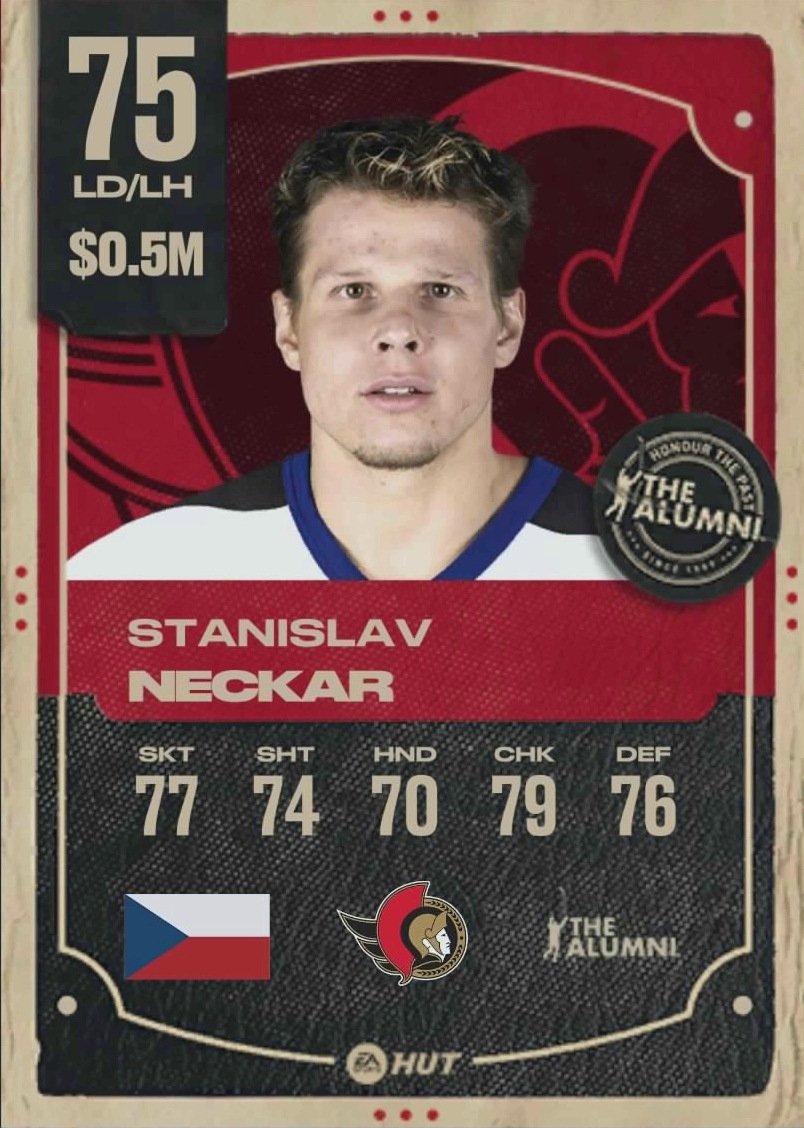 75
LD/LH
$0.5M
HONOUR THE PAST
THE
ALUMNI
STANISLAV
NECKAR
SKT SHT HND CHK DEF
77 74 70 79 76
THE
ALUMNI
EA
HUT